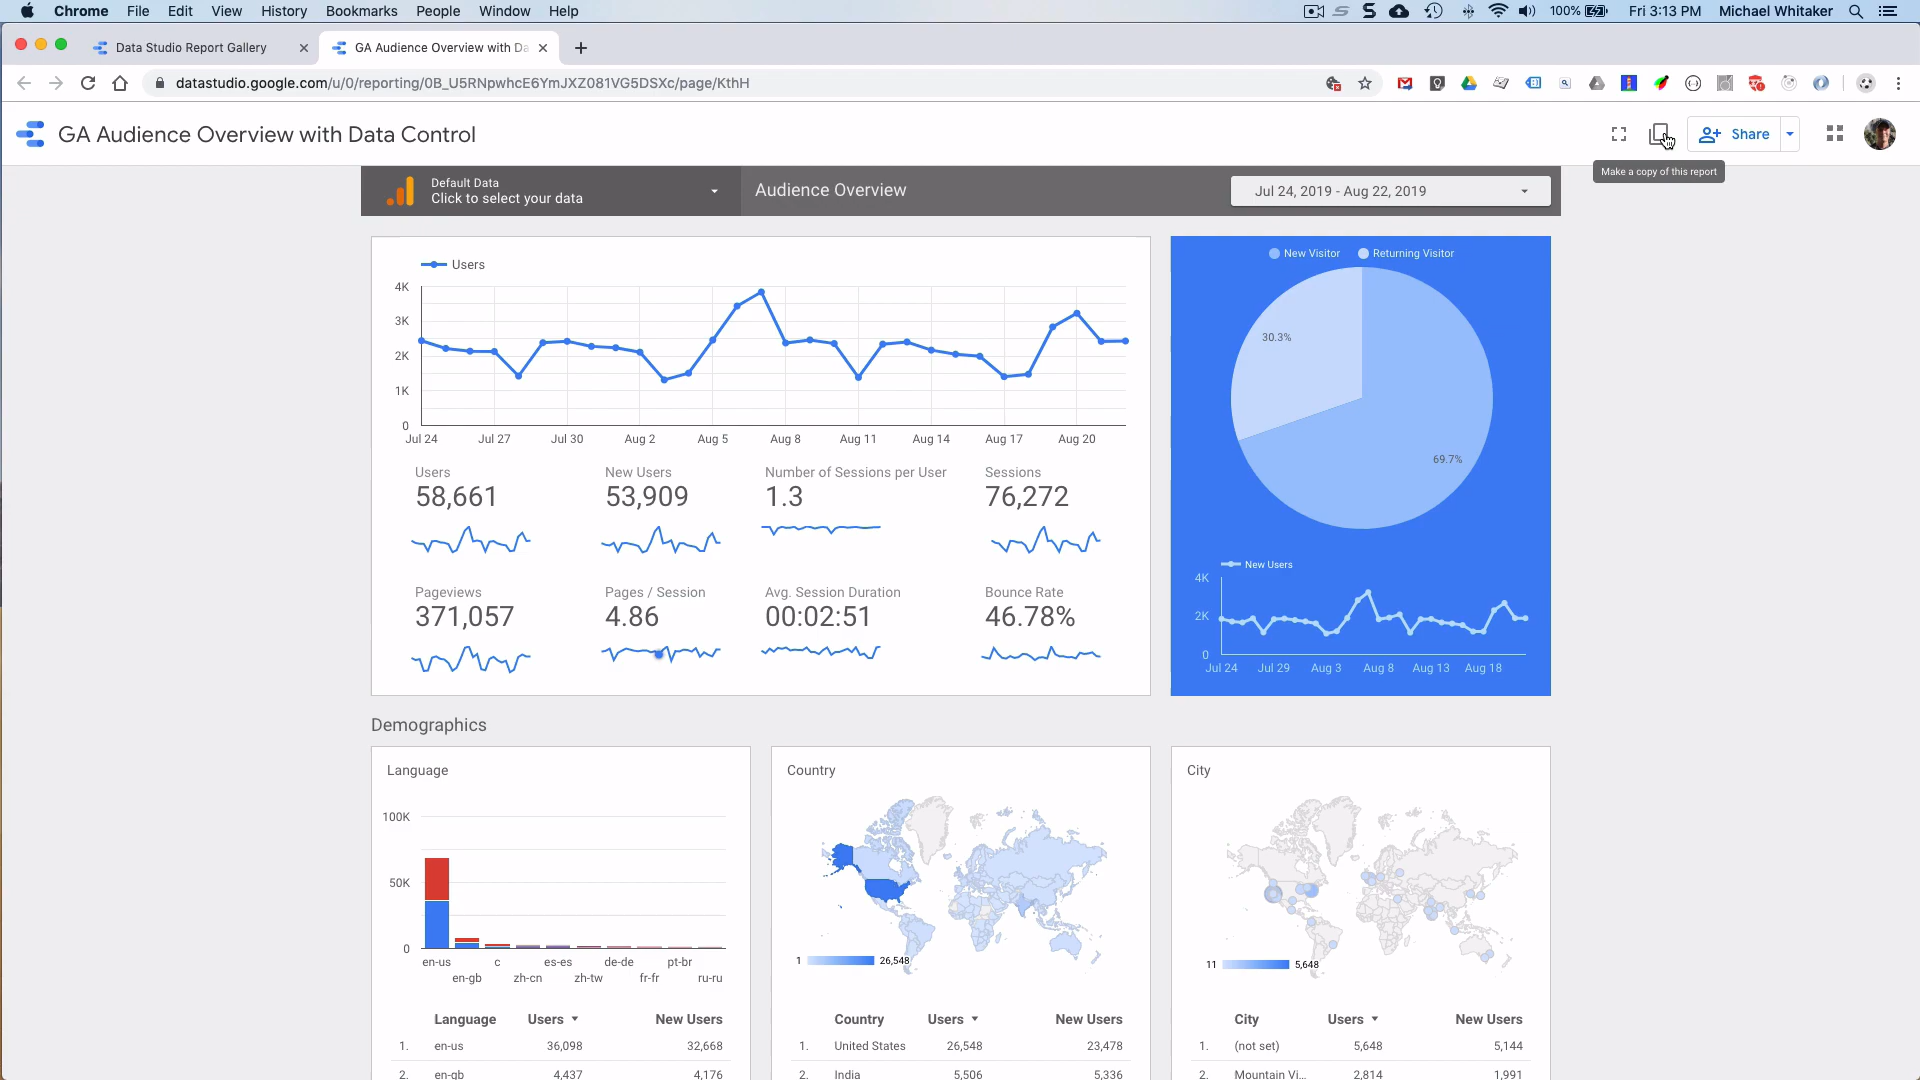 Chrome File Edit View History Bookmarks People Window Help 100% Fri 3:13 PM Michael Whitaker
Data Studio Report Gallery
GA Audience Overview with Da
datastudio.google.com/u/0/reporting/0B_U5RNpwhcE6YmJXZ081VG5DSXc/page/KthH
GA Audience Overview with Data Control
Share
Make a copy of this report
Default Data
Click to select your data
Audience Overview
Jul 24, 2019 - Aug 22, 2019
Users
4K
3K
2K
1K
0
Jul 24 Jul 27 Jul 30 Aug 2 Aug 5 Aug 8 Aug 11 Aug 14 Aug 17 Aug 20
Users New Users Number of Sessions per User Sessions
58,661 53,909 1.3 76,272
Pageviews Pages / Session Avg. Session Duration Bounce Rate
371,057 4.86 00:02:51 46.78%
New Visitor Returning Visitor
30.3%
69.7%
New Users
4K
2K
0
Jul 24 Jul 29 Aug 3 Aug 8 Aug 13 Aug 18
Demographics
Language
100K
50K
0
en-us c es-es de-de pt-br
en-gb zh-cn zh-tw fr-fr ru-ru
Language Users New Users
1. en-us 36,098 32,668
2. en-gb 4,437 4,176
Country
1 26,548
Country Users New Users
1. United States 26,548 23,478
2. India 5,506 5,336
City
11 5,648
City Users New Users
1. (not set) 5,648 5,144
2. Mountain Vi... 2,814 1,991